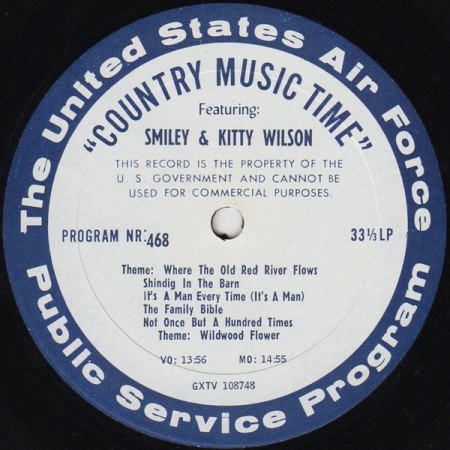 The United States Air Force
"COUNTRY MUSIC TIME"
Featuring:
SMILEY & KITTY WILSON
THIS RECORD IS THE PROPERTY OF THE
U. S. GOVERNMENT AND CANNOT BE
USED FOR COMMERCIAL PURPOSES.
PROGRAM NR: 468 33⅓ LP
Theme: Where The Old Red River Flows
Shindig In The Barn
It's A Man Every Time (It's A Man)
The Family Bible
Not Once But A Hundred Times
Theme: Wildwood Flower
VO: 13:56 MO: 14:55
GXTV 108748
Public Service Program